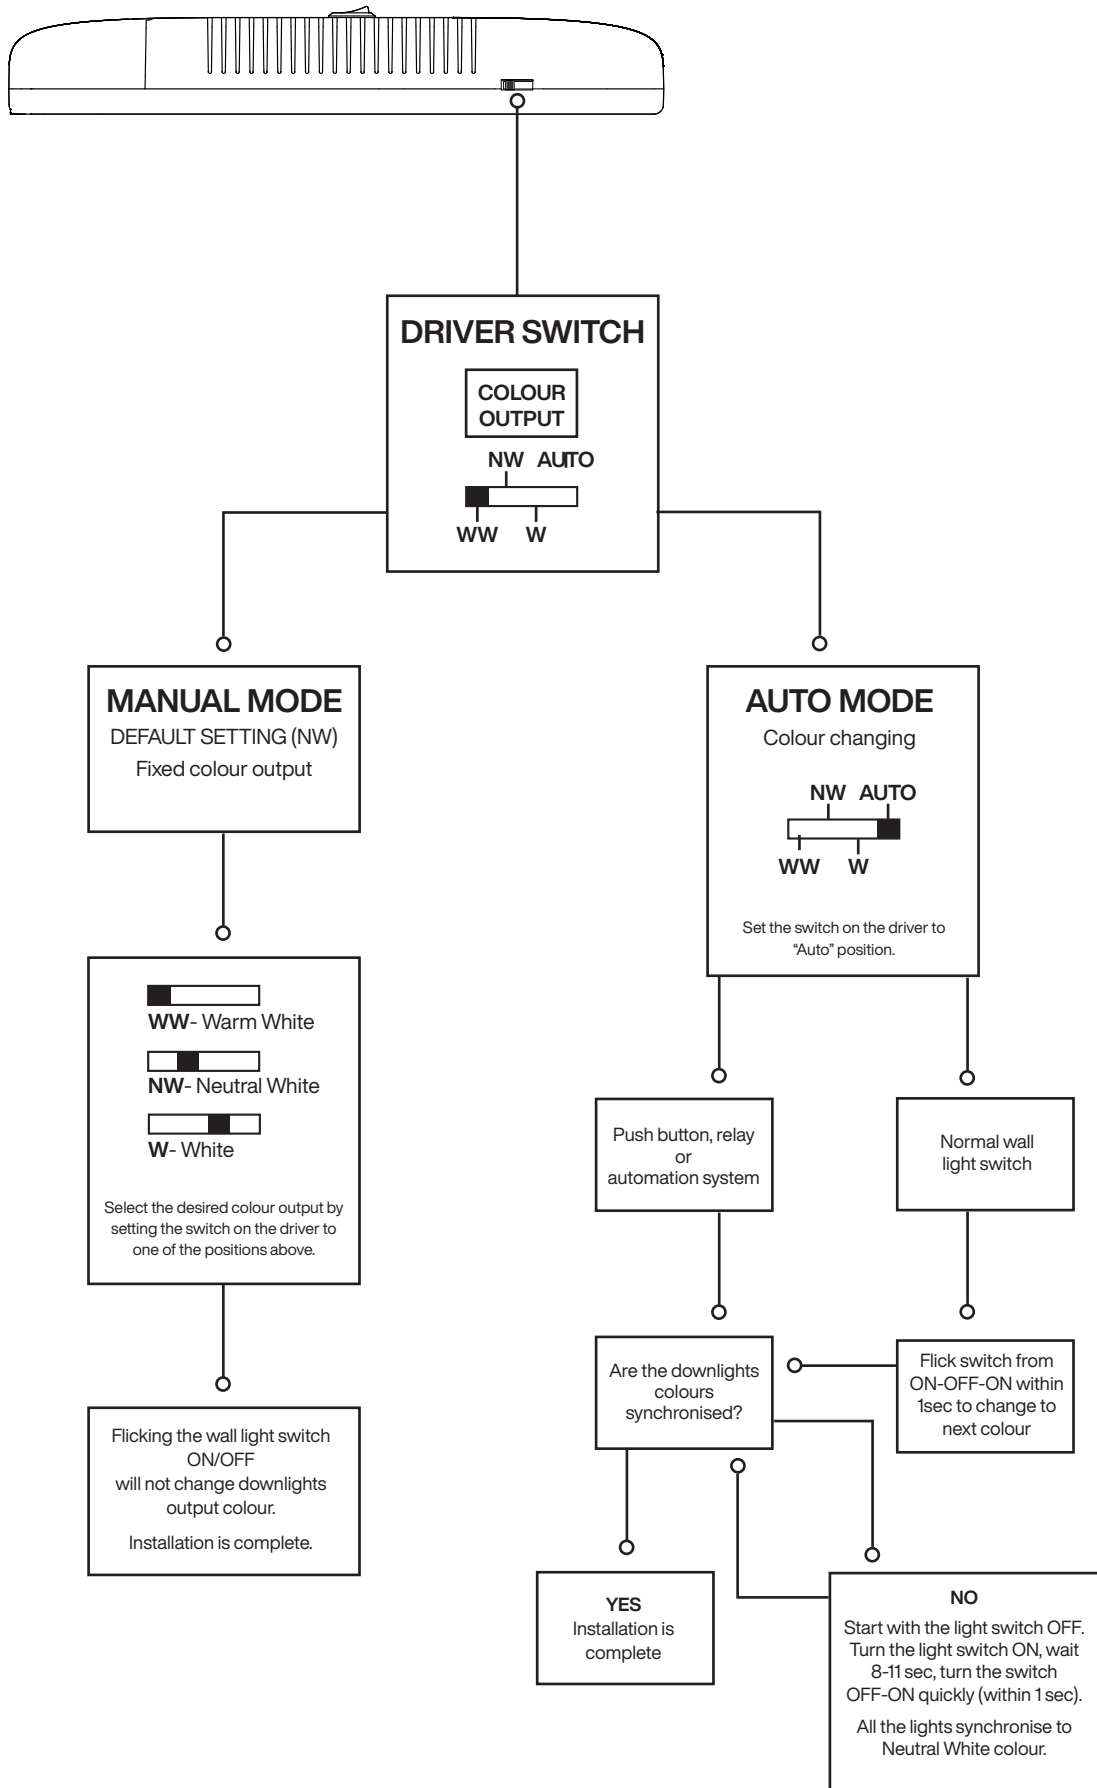 DRIVER SWITCH
COLOUR
OUTPUT
NW AUTO
WW W
MANUAL MODE
DEFAULT SETTING (NW)
Fixed colour output
WW- Warm White
NW- Neutral White
W- White
Select the desired colour output by
setting the switch on the driver to
one of the positions above.
Flicking the wall light switch
ON/OFF
will not change downlights
output colour.
Installation is complete.
AUTO MODE
Colour changing
NW AUTO
WW W
Set the switch on the driver to
“Auto” position.
Push button, relay
or
automation system
Normal wall
light switch
Are the downlights
colours
synchronised?
Flick switch from
ON-OFF-ON within
1sec to change to
next colour
YES
Installation is
complete
NO
Start with the light switch OFF.
Turn the light switch ON, wait
8-11 sec, turn the switch
OFF-ON quickly (within 1 sec).
All the lights synchronise to
Neutral White colour.